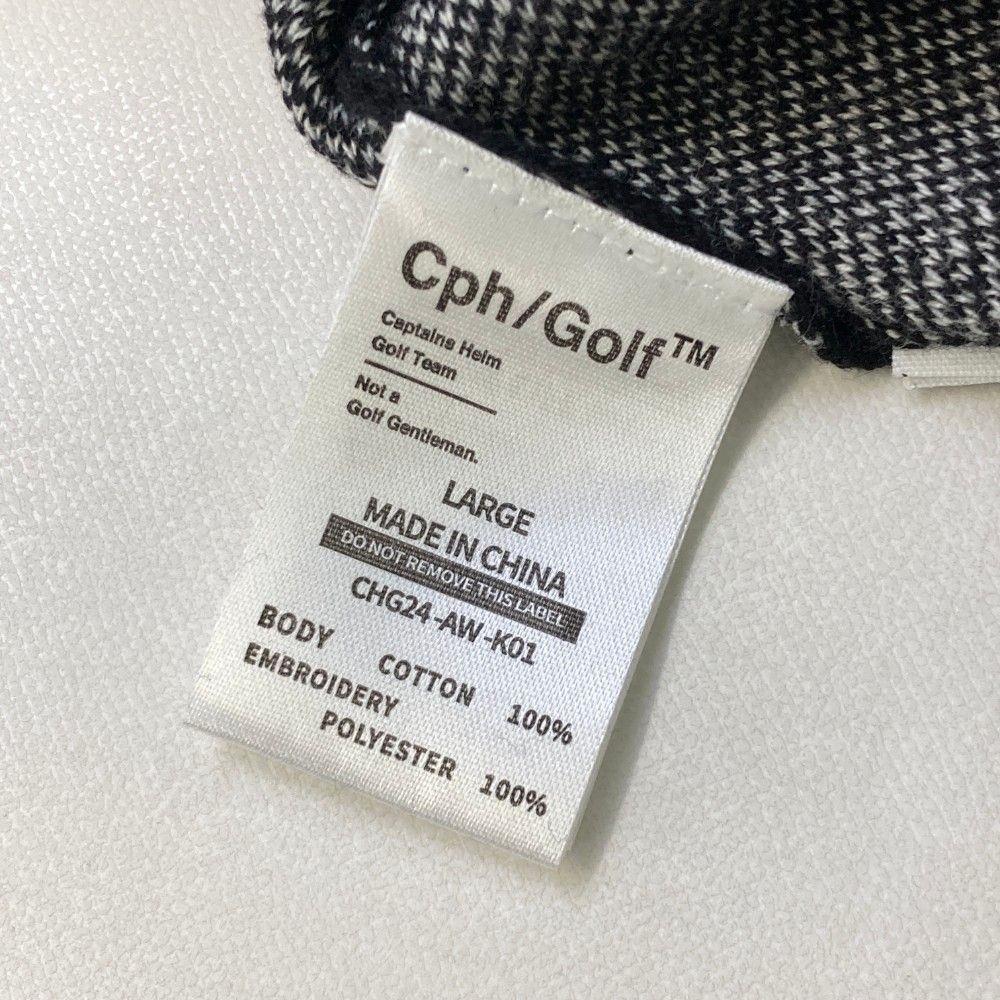 Cph/Golf™
Captains Helm
Golf Team
Not a
Golf Gentleman.
LARGE
MADE IN CHINA
DO NOT REMOVE THIS LABEL
CHG24-AW-K01
BODY
COTTON 100%
EMBROIDERY
POLYESTER 100%